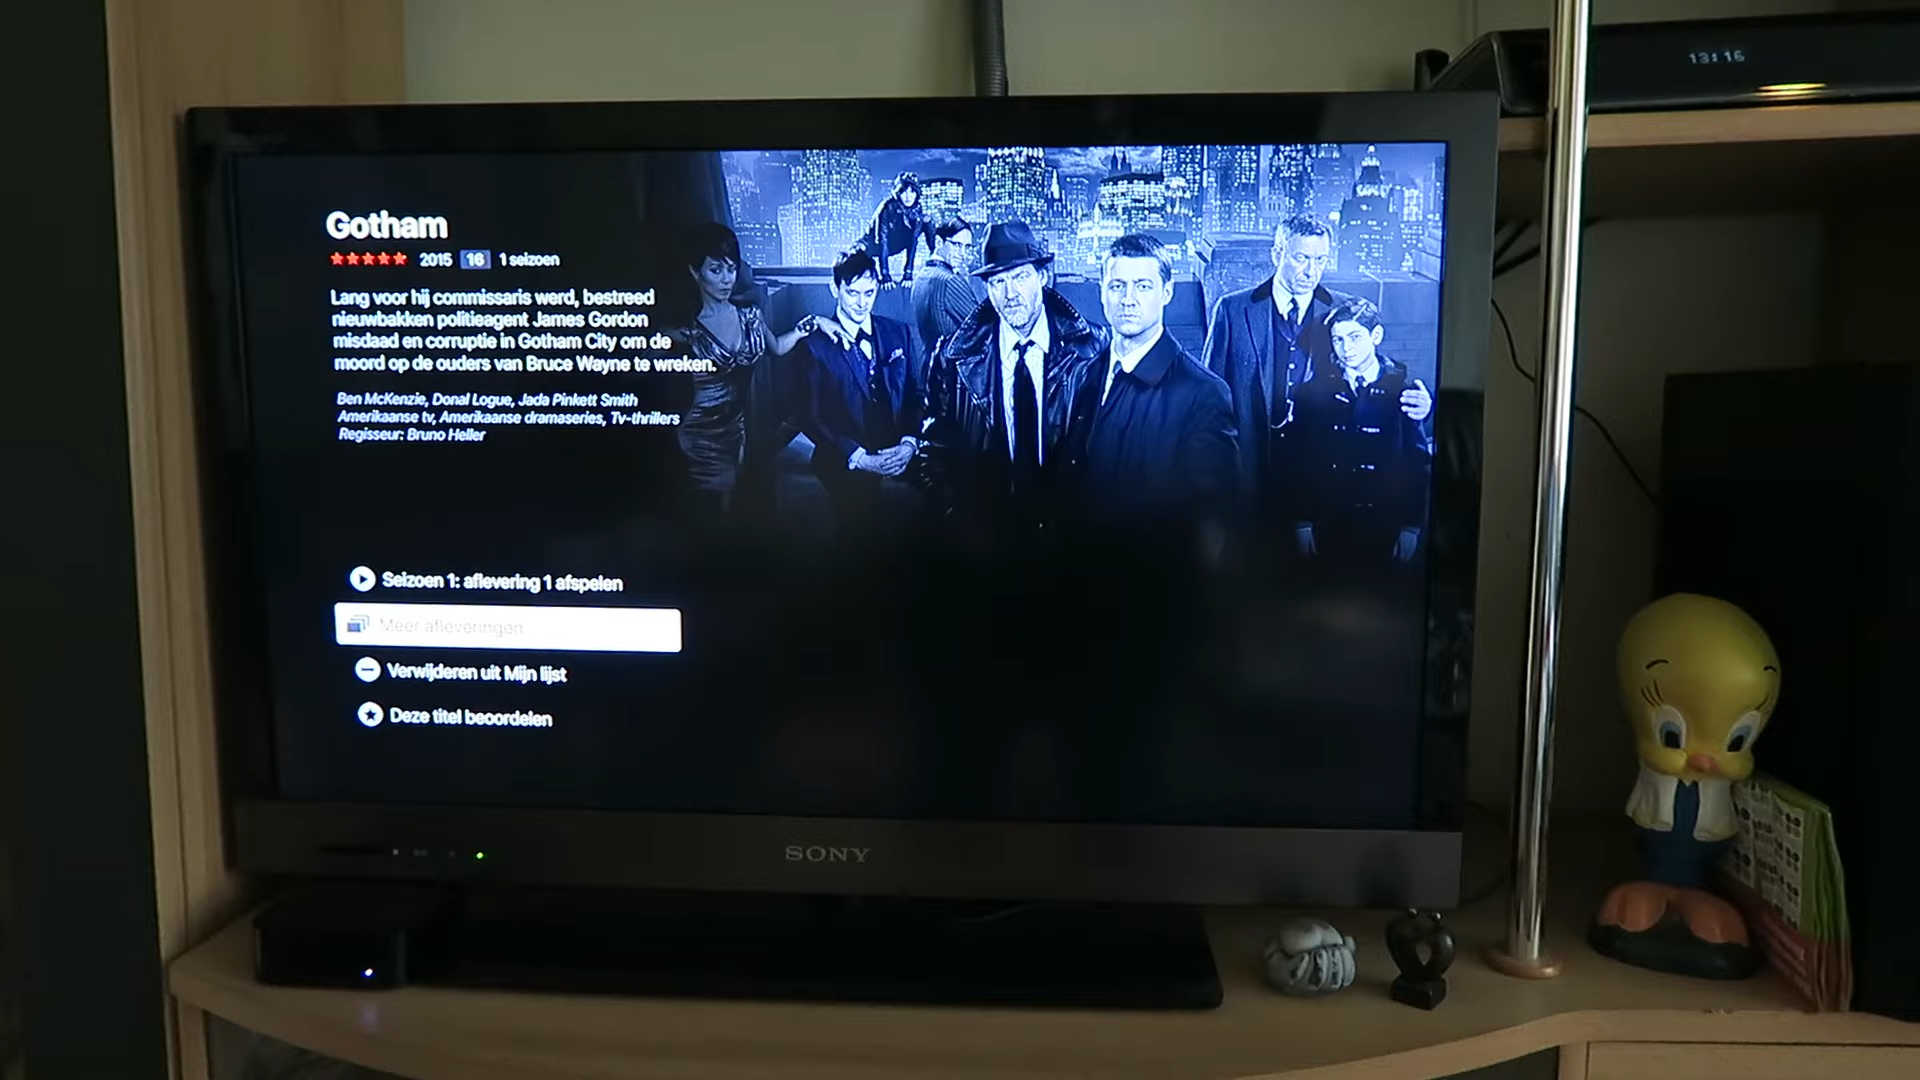 13:16
Gotham
2015 16 1 seizoen
Lang voor hij commissaris werd, bestreed
nieuwbakken politieagent James Gordon
misdaad en corruptie in Gotham City om de
moord op de ouders van Bruce Wayne te wreken.
Ben McKenzie, Donal Logue, Jada Pinkett Smith
Amerikaanse tv, Amerikaanse dramaseries, Tv-thrillers
Regisseur: Bruno Heller
Seizoen 1: aflevering 1 afspelen
Meer afleveringen
Verwijderen uit Mijn lijst
Deze titel beoordelen
SONY